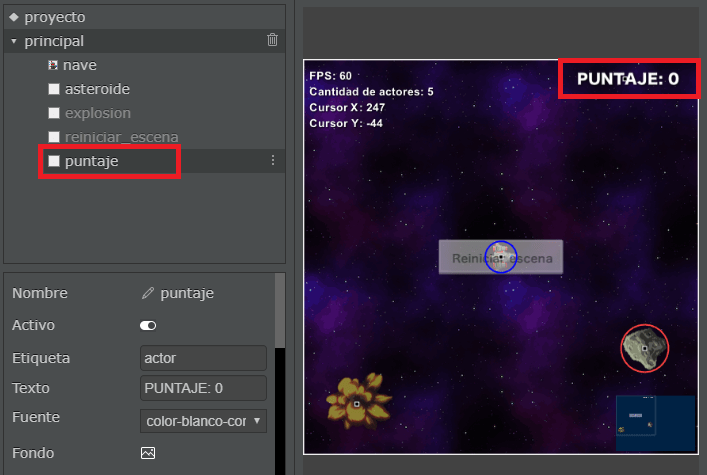 proyecto
principal
nave
asteroide
explosion
reiniciar_escena
puntaje
Nombre puntaje
Activo
Etiqueta actor
Texto PUNTAJE: 0
Fuente color-blanco-cor
Fondo
FPS: 60
Cantidad de actores: 5
Cursor X: 247
Cursor Y: -44
PUNTAJE: 0
Reiniciar escena